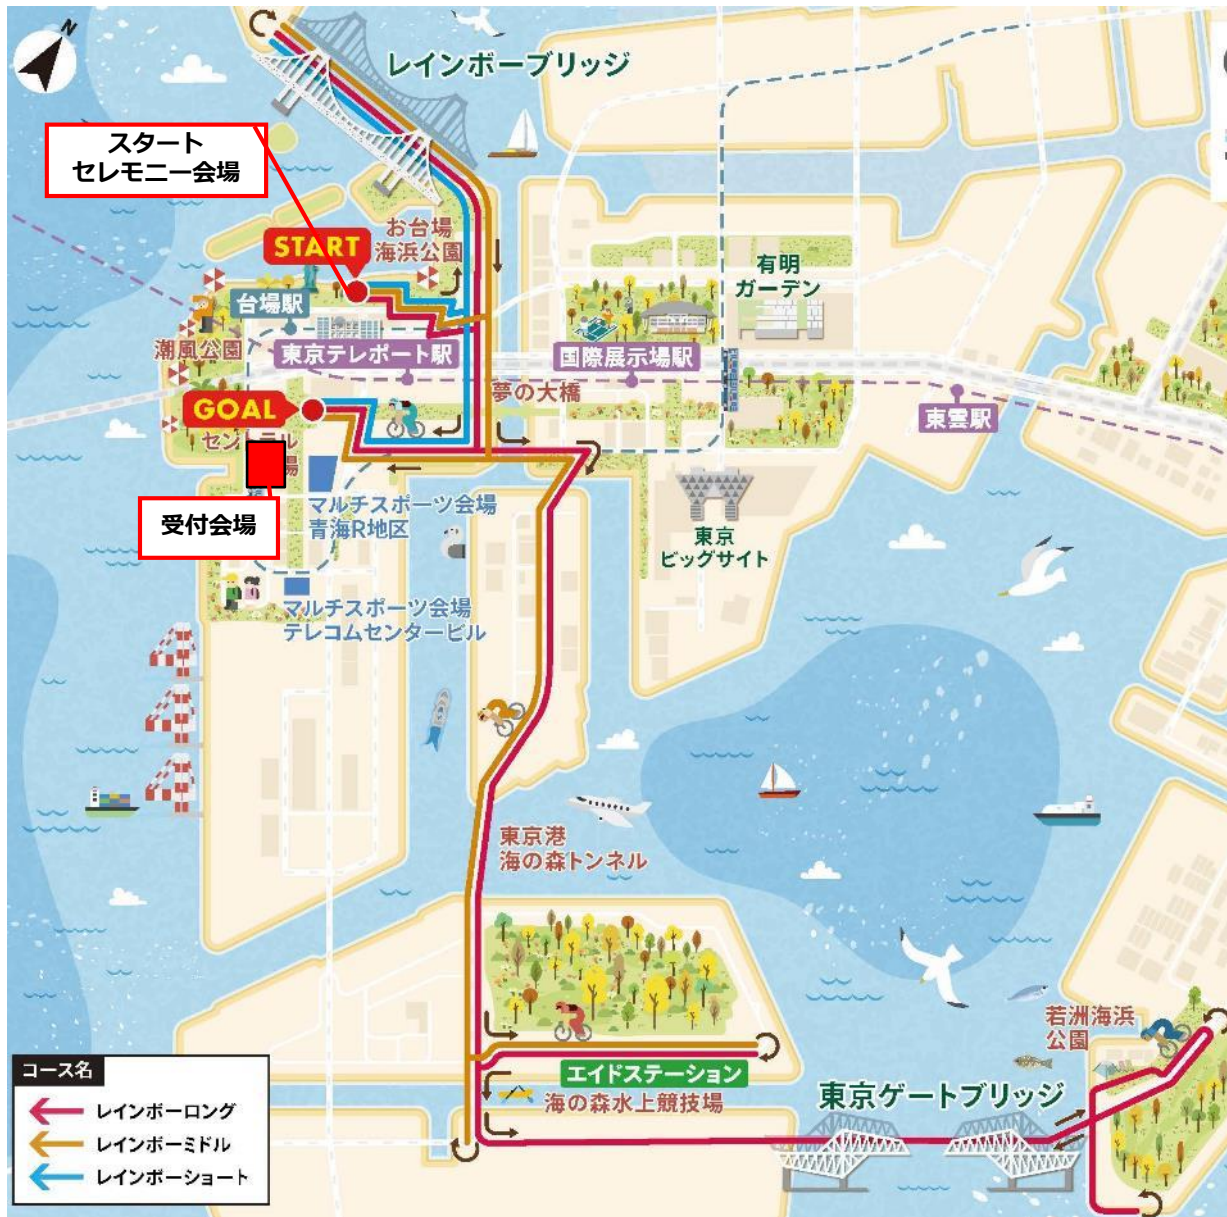 N
レインボーブリッジ
スタート
セレモニー会場
START
お台場
海浜公園
台場駅
有明
ガーデン
潮風公園
東京テレポート駅
国際展示場駅
夢の大橋
東雲駅
GOAL
セントラル
場
受付会場
マルチスポーツ会場
青海R地区
東京
ビッグサイト
マルチスポーツ会場
テレコムセンタービル
東京港
海の森トンネル
若洲海浜
公園
エイドステーション
海の森水上競技場
東京ゲートブリッジ
コース名
レインボーロング
レインボーミドル
レインボーショート